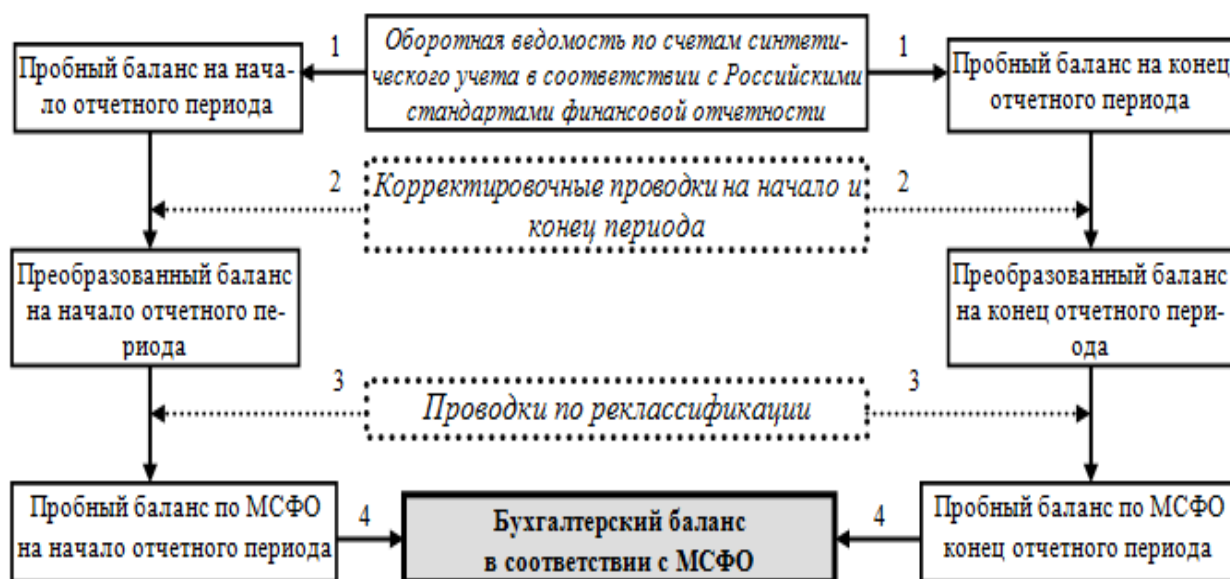 1
Оборотная ведомость по счетам синтети-
ческого учета в соответствии с Российскими
стандартами финансовой отчетности
1
Пробный баланс на нача-
ло отчетного периода
Пробный баланс на конец
отчетного периода
2
Корректировочные проводки на начало и
конец периода
2
Преобразованный баланс
на начало отчетного пе-
риода
Преобразованный баланс
на конец отчетного пери-
ода
3
Проводки по реклассификации
3
Пробный баланс по МСФО
на начало отчетного периода
4
Бухгалтерский баланс
в соответствии с МСФО
4
Пробный баланс по МСФО
конец отчетного периода